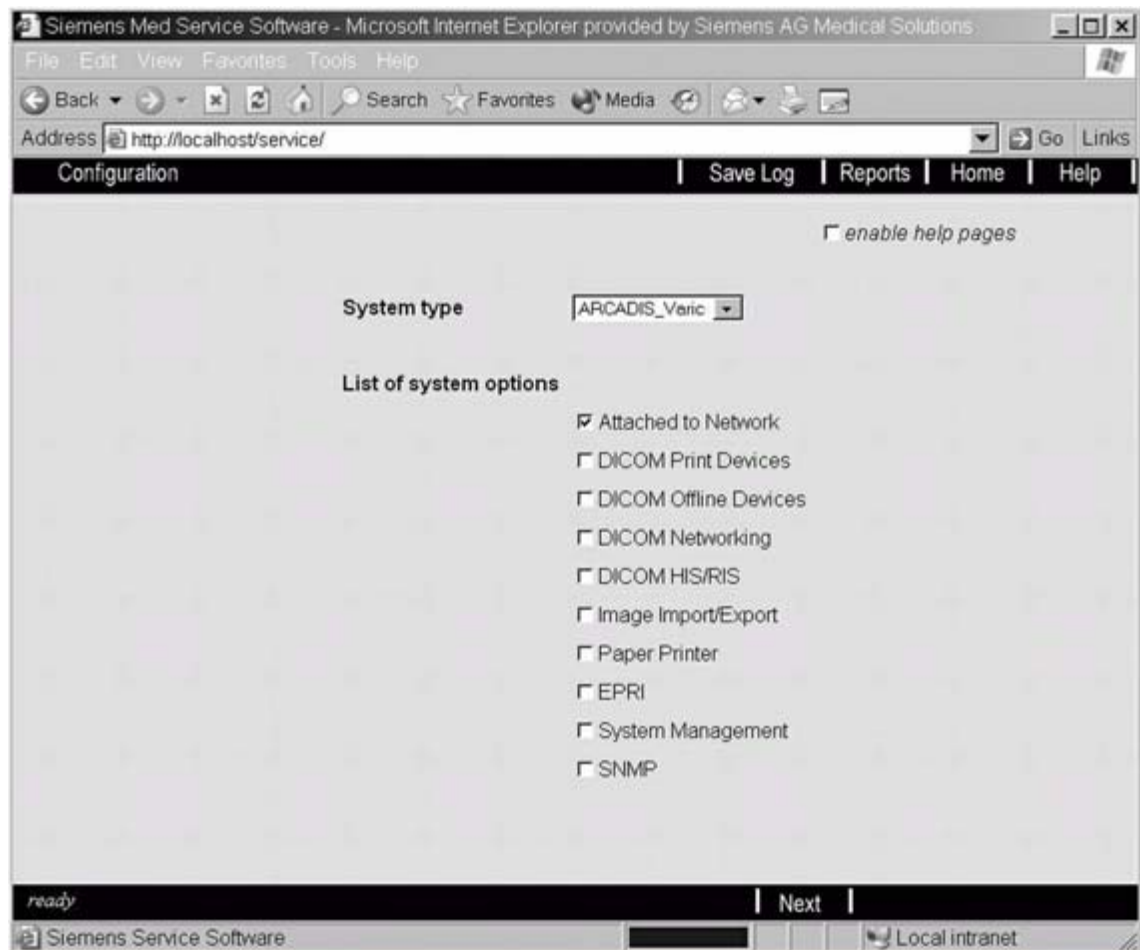 Siemens Med Service Software - Microsoft Internet Explorer provided by Siemens AG Medical Solutions
File Edit View Favorites Tools Help
Back Search Favorites Media
Address http://localhost/service/ Go Links
Configuration Save Log Reports Home Help
enable help pages
System type ARCADIS_Varic
List of system options
Attached to Network
DICOM Print Devices
DICOM Offline Devices
DICOM Networking
DICOM HIS/RIS
Image Import/Export
Paper Printer
EPRI
System Management
SNMP
ready Next
Siemens Service Software Local intranet